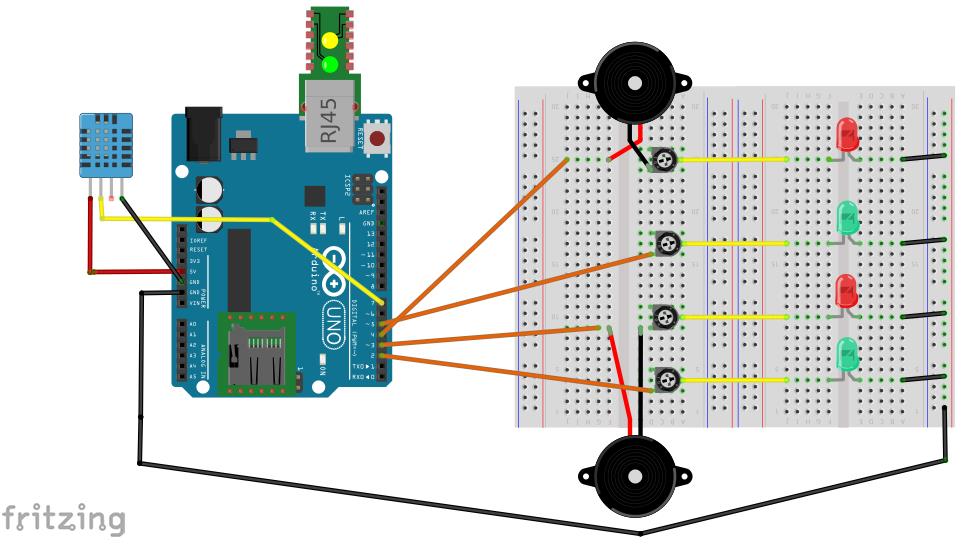 RJ45
RESET
ICSP2
AREF
GND
13
12
~11
~10
~9
8
L
TX
RX
Arduino™
IOREF
RESET
3V3
5V
GND
GND
VIN
POWER
7
~6
~5
4
~3
2
TXD▶1
RXD◀0
DIGITAL (PWM=~)
UNO
ON
1
A0
A1
A2
A3
A4
A5
ANALOG IN
fritzing